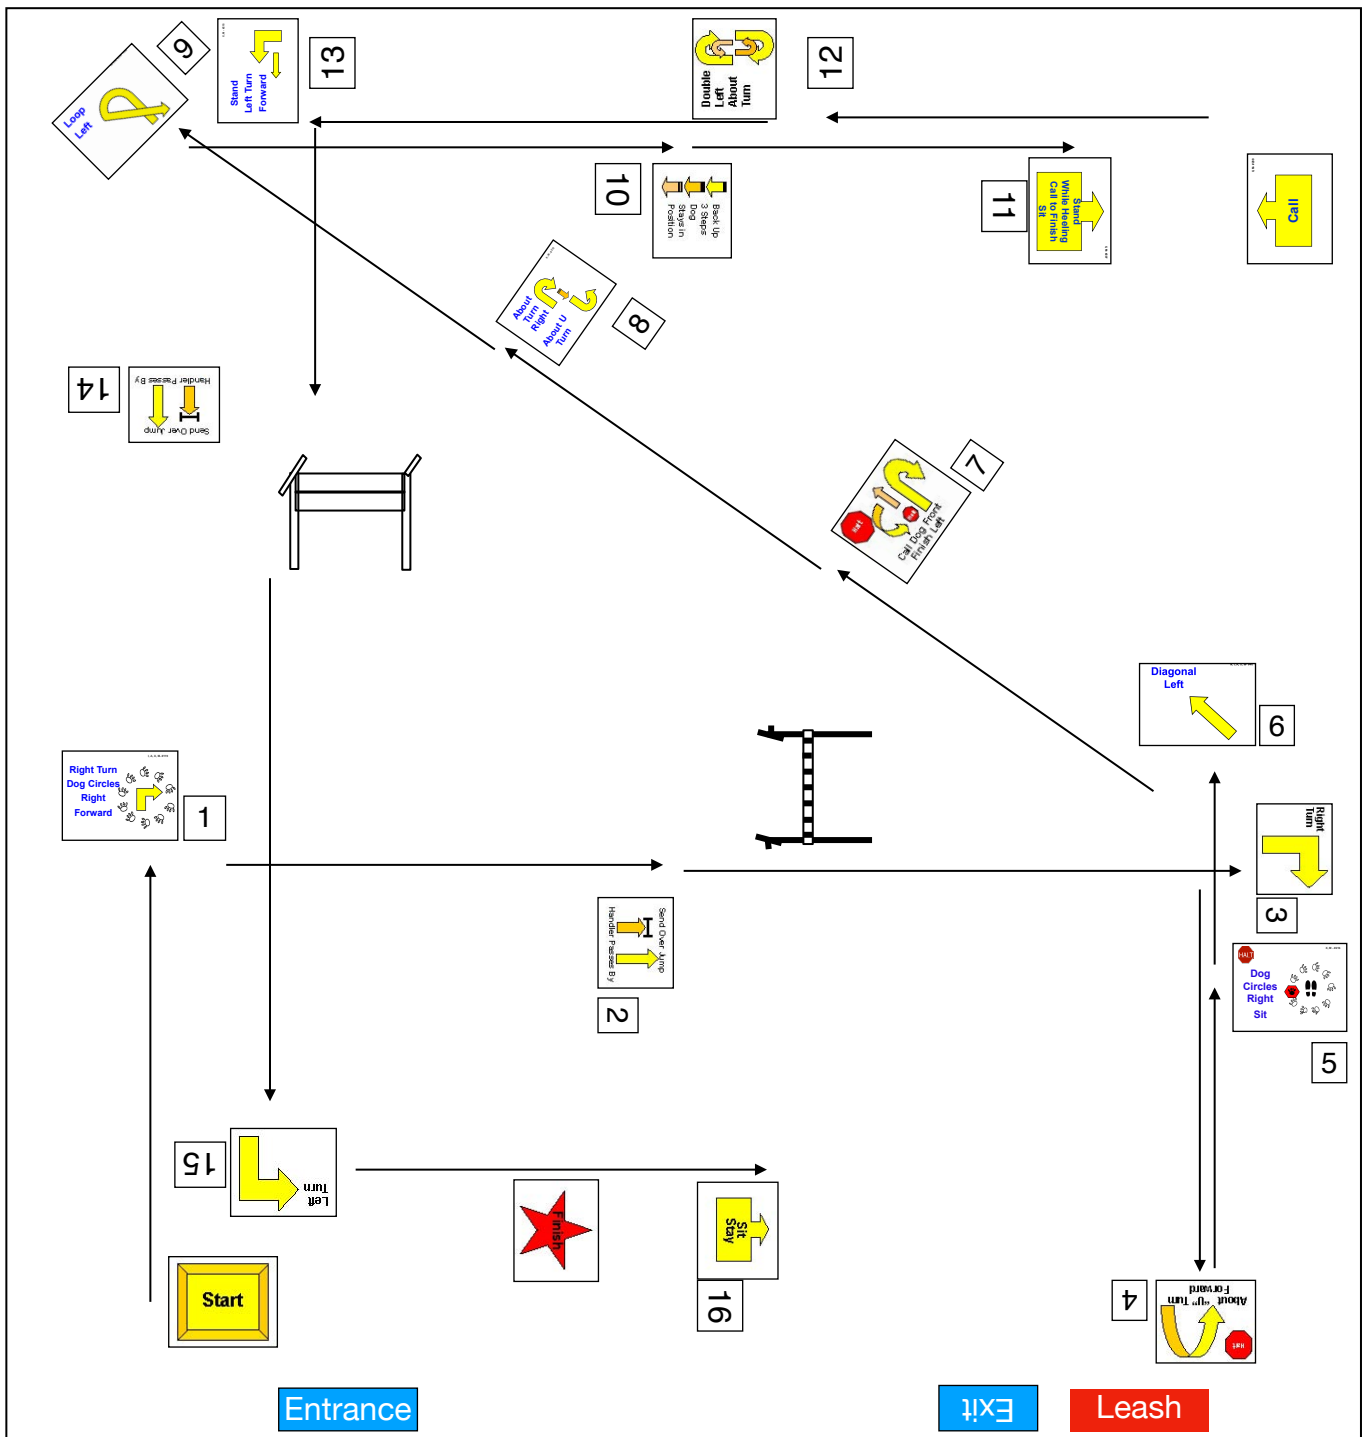 9
Loop
Left
Stand
Left Turn
Forward
13
Double
Left
About
Turn
12
10
Back Up
3 Steps
Dog
Stays in
Position
11
Stand
While Heeling
Call to Finish
Sit
Call
About
Turn
Right
About U
Turn
8
14
Send Over Jump
Handler Passes By
7
Halt
Call Dog Front
Finish Left
Diagonal
Left
6
Right Turn
Dog Circles
Right
Forward
1
Right
Turn
3
Send Over Jump
Handler Passes By
2
HALT
Dog
Circles
Right
Sit
5
15
Left
Turn
Finish
Sit
Stay
16
Start
4
Halt
About "U" Turn
Forward
Entrance
Exit
Leash